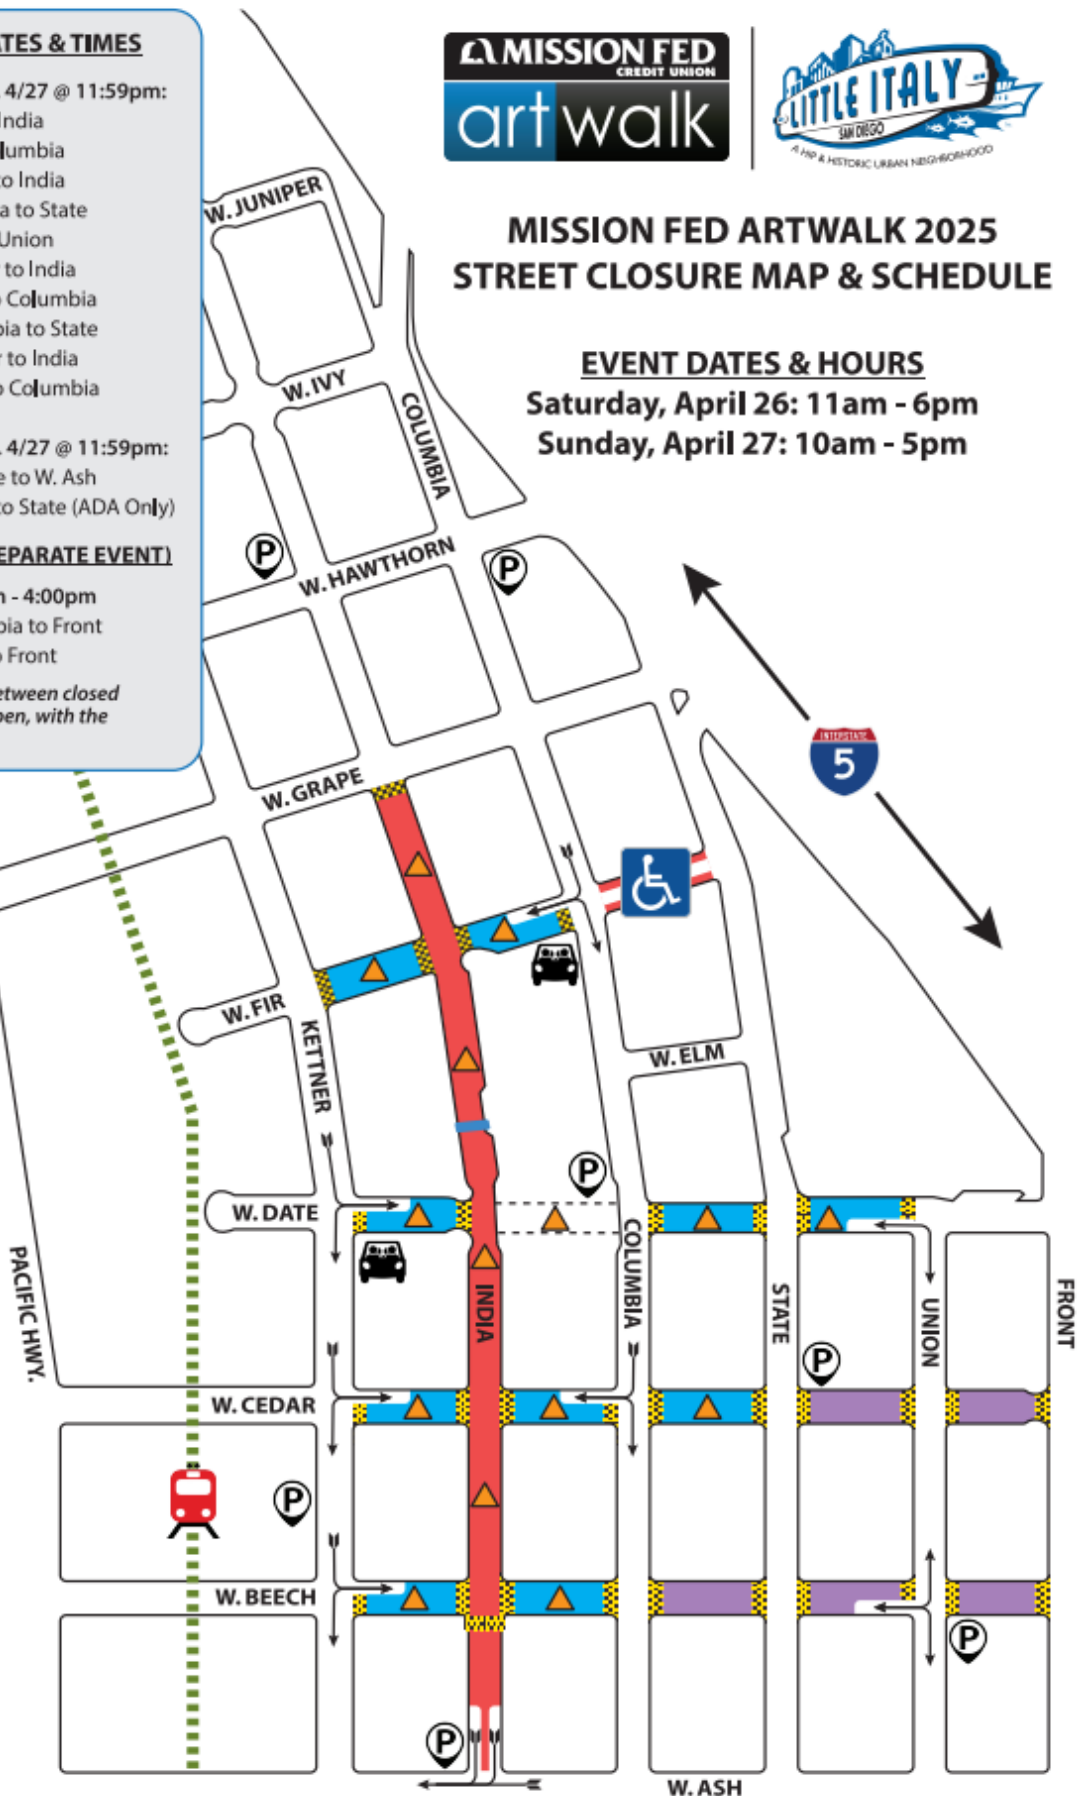 ATES & TIMES
4/27 @ 11:59pm:
India
lumbia
to India
a to State
Union
to India
Columbia
bia to State
r to India
o Columbia
4/27 @ 11:59pm:
e to W. Ash
to State (ADA Only)
EPARATE EVENT)
- 4:00pm
bia to Front
Front
etween closed
pen, with the
MISSION FED
CREDIT UNION
art walk
LITTLE ITALY
SAN DIEGO
A HIP & HISTORIC URBAN NEIGHBORHOOD
MISSION FED ARTWALK 2025
STREET CLOSURE MAP & SCHEDULE
EVENT DATES & HOURS
Saturday, April 26: 11am - 6pm
Sunday, April 27: 10am - 5pm
W. JUNIPER
W. IVY
COLUMBIA
P
W. HAWTHORN
P
INTERSTATE
5
W. GRAPE
W. FIR
KETTNER
W. ELM
P
W. DATE
COLUMBIA
PACIFIC HWY.
INDIA
STATE
UNION
FRONT
P
W. CEDAR
P
W. BEECH
P
P
W. ASH